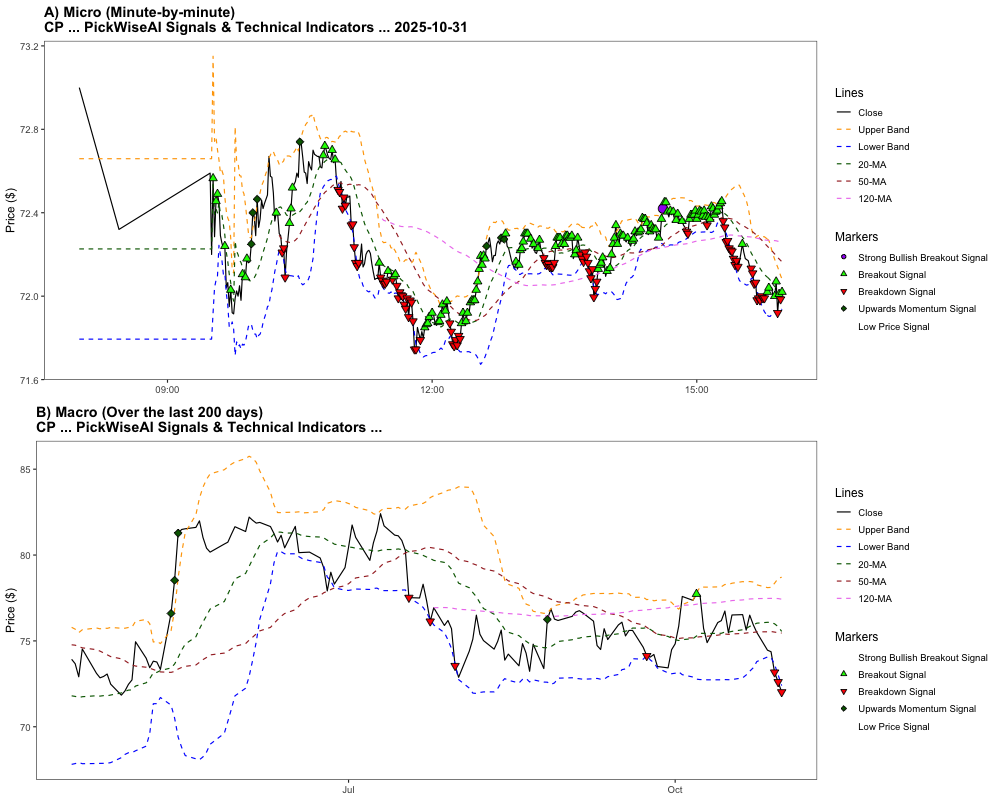 A) Micro (Minute-by-minute)
CP ... PickWiseAI Signals & Technical Indicators ... 2025-10-31
73.2
72.8
72.4
72.0
71.6
Price ($)
09:00
12:00
15:00
Lines
Close
Upper Band
Lower Band
20-MA
50-MA
120-MA
Markers
Strong Bullish Breakout Signal
Breakout Signal
Breakdown Signal
Upwards Momentum Signal
Low Price Signal
B) Macro (Over the last 200 days)
CP ... PickWiseAI Signals & Technical Indicators ...
85
80
75
70
Price ($)
Jul
Oct
Lines
Close
Upper Band
Lower Band
20-MA
50-MA
120-MA
Markers
Strong Bullish Breakout Signal
Breakout Signal
Breakdown Signal
Upwards Momentum Signal
Low Price Signal